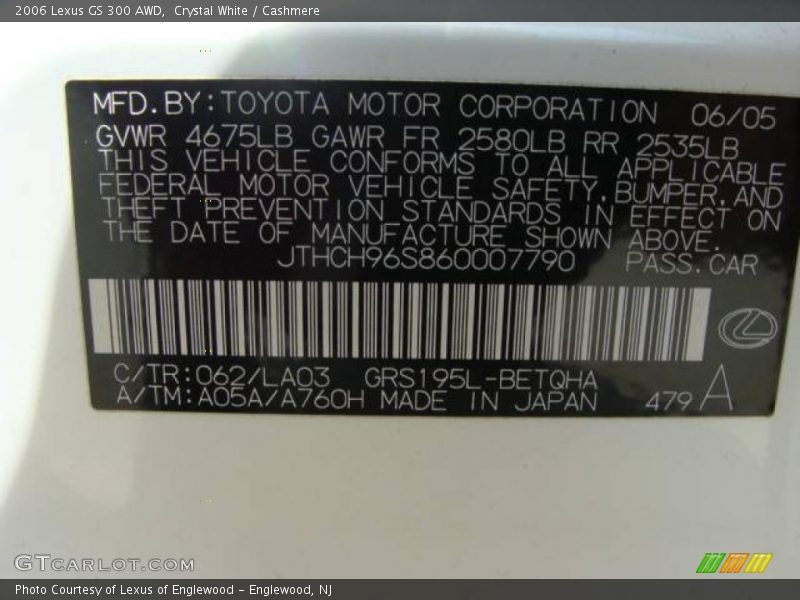 2006 Lexus GS 300 AWD,  Crystal White / Cashmere
MFD.BY:TOYOTA MOTOR CORPORATION 06/05
GVWR 4675LB GAWR FR 2580LB RR 2535LB
THIS VEHICLE CONFORMS TO ALL APPLICABLE
FEDERAL MOTOR VEHICLE SAFETY,BUMPER,AND
THEFT PREVENTION STANDARDS IN EFFECT ON
THE DATE OF MANUFACTURE SHOWN ABOVE.
JTHCH96S860007790 PASS.CAR
C/TR:062/LA03 GRS195L-BETQHA
A/TM:A05A/A760H MADE IN JAPAN 479 A
GTCARLOT.COM
Photo Courtesy of Lexus of Englewood - Englewood, NJ